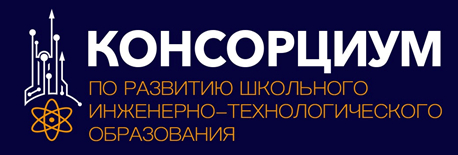 КОНСОРЦИУМ
ПО РАЗВИТИЮ ШКОЛЬНОГО
ИНЖЕНЕРНО-ТЕХНОЛОГИЧЕСКОГО
ОБРАЗОВАНИЯ